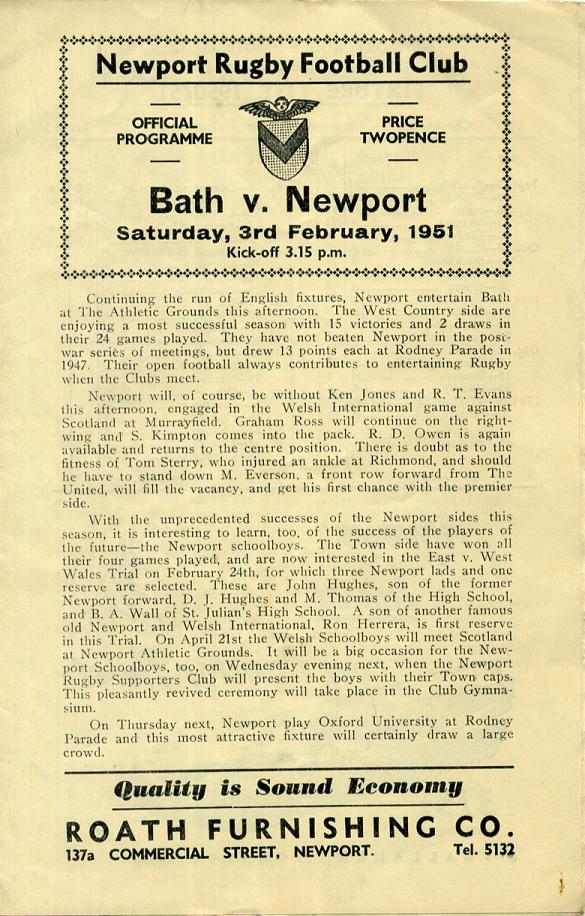 Newport Rugby Football Club
OFFICIAL
PROGRAMME
PRICE
TWOPENCE
Bath v. Newport
Saturday, 3rd February, 1951
Kick-off 3.15 p.m.
Continuing the run of English fixtures, Newport entertain Bath
at The Athletic Grounds this afternoon. The West Country side are
enjoying a most successful season with 15 victories and 2 draws in
their 24 games played. They have not beaten Newport in the post-
war series of meetings, but drew 13 points each at Rodney Parade in
1947. Their open football always contributes to entertaining Rugby
when the Clubs meet.
Newport will, of course, be without Ken Jones and R. T. Evans
this afternoon, engaged in the Welsh International game against
Scotland at Murrayfield. Graham Ross will continue on the right-
wing and S. Kimpton comes into the pack. R. D. Owen is again
available and returns to the centre position. There is doubt as to the
fitness of Tom Sterry, who injured an ankle at Richmond, and should
he have to stand down M. Everson, a front row forward from The
United, will fill the vacancy, and get his first chance with the premier
side.
With the unprecedented successes of the Newport sides this
season, it is interesting to learn, too, of the success of the players of
the future—the Newport schoolboys. The Town side have won all
their four games played, and are now interested in the East v. West
Wales Trial on February 24th, for which three Newport lads and one
reserve are selected. These are John Hughes, son of the former
Newport forward, D. J. Hughes and M. Thomas of the High School,
and B. A. Wall of St. Julian's High School. A son of another famous
old Newport and Welsh International, Ron Herrera, is first reserve
in this Trial. On April 21st the Welsh Schoolboys will meet Scotland
at Newport Athletic Grounds. It will be a big occasion for the New-
port Schoolboys, too, on Wednesday evening next, when the Newport
Rugby Supporters Club will present the boys with their Town caps.
This pleasantly revived ceremony will take place in the Club Gymna-
sium.
On Thursday next, Newport play Oxford University at Rodney
Parade and this most attractive fixture will certainly draw a large
crowd.
Quality is Sound Economy
ROATH FURNISHING CO.
137a COMMERCIAL STREET, NEWPORT. Tel. 5132